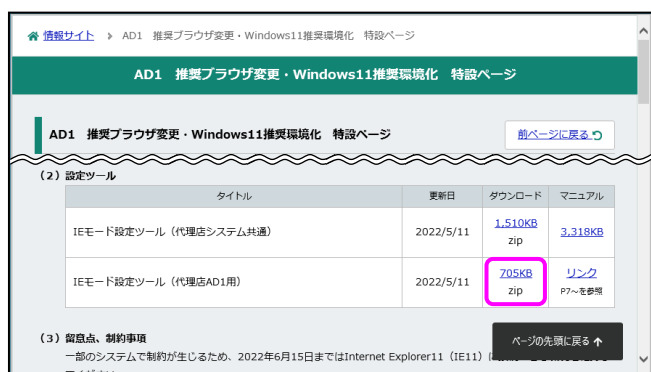 情報サイト > AD1 推奨ブラウザ変更・Windows11推奨環境化 特設ページ
AD1 推奨ブラウザ変更・Windows11推奨環境化 特設ページ
AD1 推奨ブラウザ変更・Windows11推奨環境化 特設ページ
前ページに戻る
(2) 設定ツール
タイトル 更新日 ダウンロード マニュアル
IEモード設定ツール（代理店システム共通） 2022/5/11 1,510KB zip 3,318KB
IEモード設定ツール（代理店AD1用） 2022/5/11 705KB zip リンク P7～を参照
(3) 留意点、制約事項
ページの先頭に戻る
一部のシステムで制約が生じるため、2022年6月15日まではInternet Explorer11（IE11）